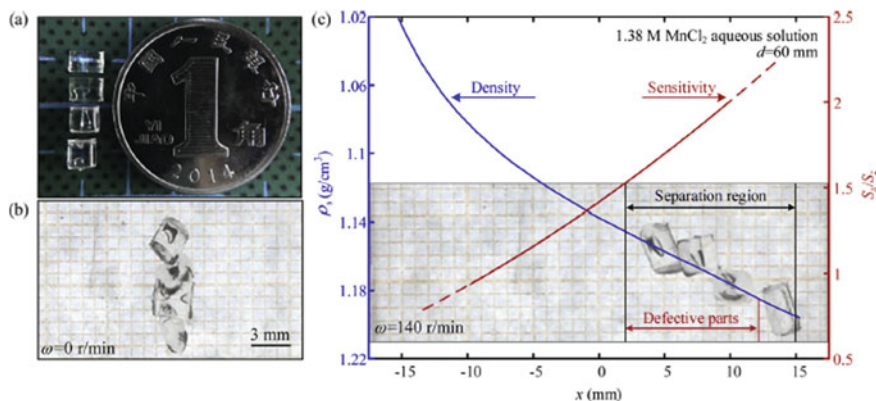 (a)
中国人民银行
1
YI
JIAO
角
2014
(b)
ω=0 r/min
3 mm
(c)
1.38 M MnCl₂ aqueous solution
d=60 mm
Density
Sensitivity
Separation region
Defective parts
ω=140 r/min
ρs (g/cm³)
1.02
1.06
1.1
1.14
1.18
1.22
-15
-10
-5
0
5
10
15
x (mm)
2.5
2
1.5
1
0.5